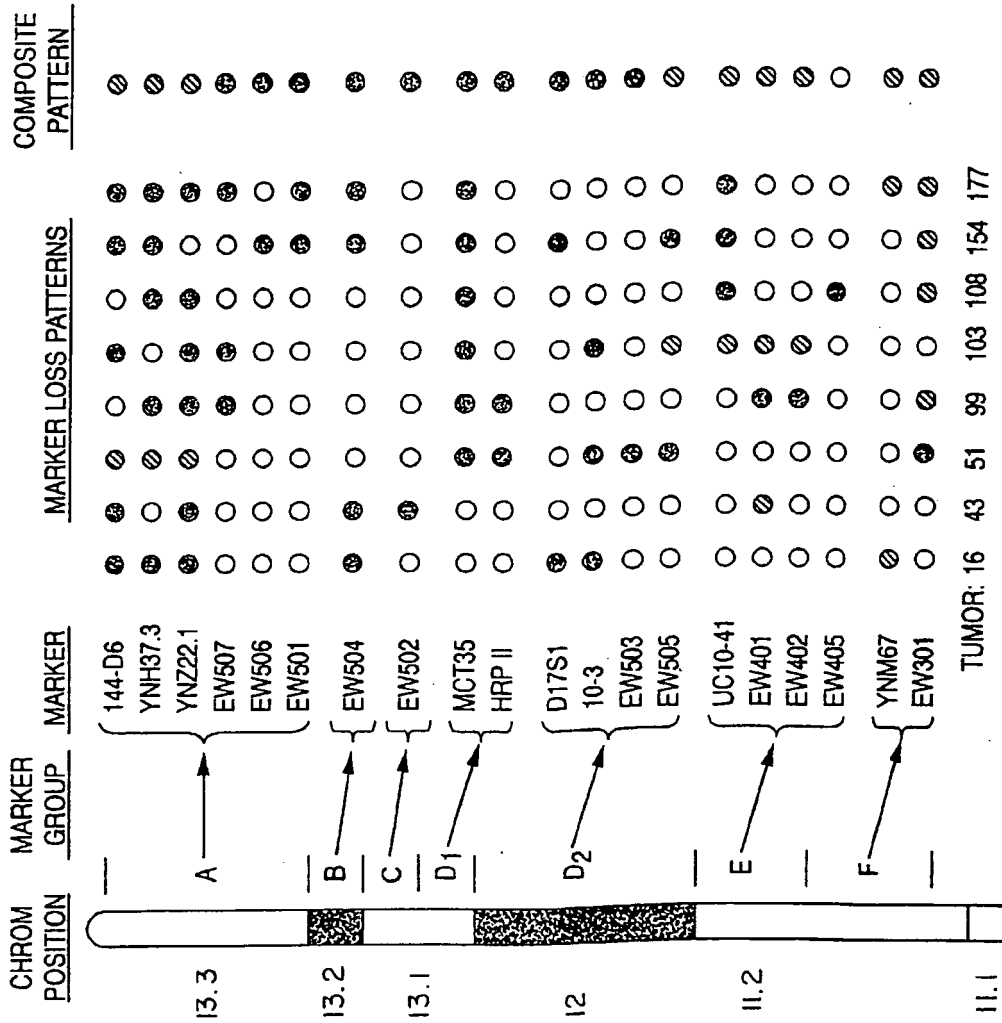 CHROM POSITION
MARKER GROUP
MARKER
MARKER LOSS PATTERNS
COMPOSITE PATTERN
13.3
13.2
13.1
12
11.2
11.1
A
B
C
D1
D2
E
F
144-D6
YNH37.3
YNZ22.1
EW507
EW506
EW501
EW504
EW502
MCT35
HRP II
D17S1
10-3
EW503
EW505
UC10-41
EW401
EW402
EW405
YNM67
EW301
TUMOR: 16 43 51 99 103 108 154 177